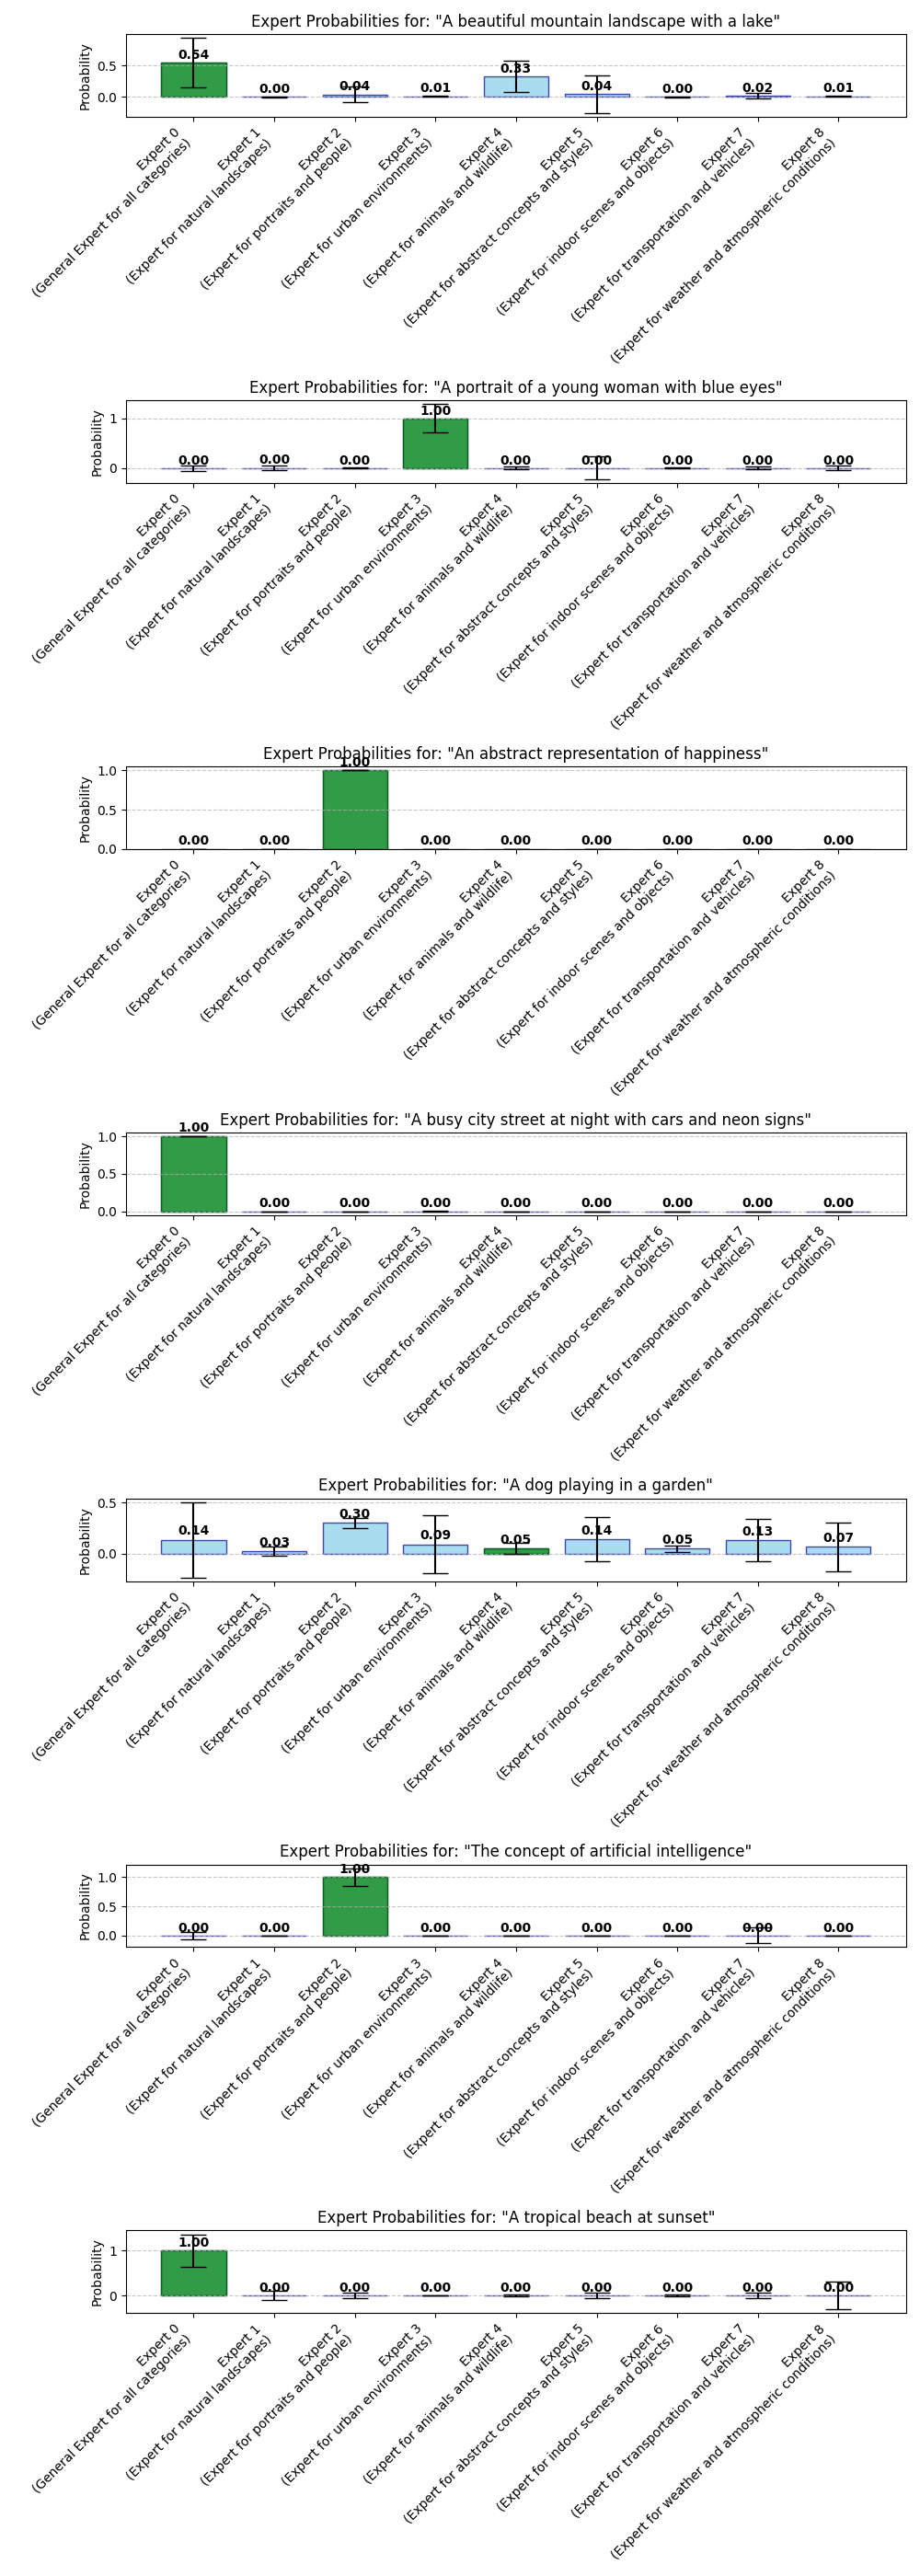 Expert Probabilities for: "A beautiful mountain landscape with a lake"
Probability
0.5
0.0
0.54
0.00
0.04
0.01
0.33
0.04
0.00
0.02
0.01
Expert 0
(General Expert for all categories)
Expert 1
(Expert for natural landscapes)
Expert 2
(Expert for portraits and people)
Expert 3
(Expert for urban environments)
Expert 4
(Expert for animals and wildlife)
Expert 5
(Expert for abstract concepts and styles)
Expert 6
(Expert for indoor scenes and objects)
Expert 7
(Expert for transportation and vehicles)
Expert 8
(Expert for weather and atmospheric conditions)
Expert Probabilities for: "A portrait of a young woman with blue eyes"
Probability
1
0
0.00
0.00
0.00
1.00
0.00
0.00
0.00
0.00
0.00
Expert 0
(General Expert for all categories)
Expert 1
(Expert for natural landscapes)
Expert 2
(Expert for portraits and people)
Expert 3
(Expert for urban environments)
Expert 4
(Expert for animals and wildlife)
Expert 5
(Expert for abstract concepts and styles)
Expert 6
(Expert for indoor scenes and objects)
Expert 7
(Expert for transportation and vehicles)
Expert 8
(Expert for weather and atmospheric conditions)
Expert Probabilities for: "An abstract representation of happiness"
Probability
1.0
0.5
0.0
0.00
0.00
1.00
0.00
0.00
0.00
0.00
0.00
0.00
Expert 0
(General Expert for all categories)
Expert 1
(Expert for natural landscapes)
Expert 2
(Expert for portraits and people)
Expert 3
(Expert for urban environments)
Expert 4
(Expert for animals and wildlife)
Expert 5
(Expert for abstract concepts and styles)
Expert 6
(Expert for indoor scenes and objects)
Expert 7
(Expert for transportation and vehicles)
Expert 8
(Expert for weather and atmospheric conditions)
Expert Probabilities for: "A busy city street at night with cars and neon signs"
Probability
1.0
0.5
0.0
1.00
0.00
0.00
0.00
0.00
0.00
0.00
0.00
0.00
Expert 0
(General Expert for all categories)
Expert 1
(Expert for natural landscapes)
Expert 2
(Expert for portraits and people)
Expert 3
(Expert for urban environments)
Expert 4
(Expert for animals and wildlife)
Expert 5
(Expert for abstract concepts and styles)
Expert 6
(Expert for indoor scenes and objects)
Expert 7
(Expert for transportation and vehicles)
Expert 8
(Expert for weather and atmospheric conditions)
Expert Probabilities for: "A dog playing in a garden"
Probability
0.5
0.0
0.14
0.03
0.30
0.09
0.05
0.14
0.05
0.13
0.07
Expert 0
(General Expert for all categories)
Expert 1
(Expert for natural landscapes)
Expert 2
(Expert for portraits and people)
Expert 3
(Expert for urban environments)
Expert 4
(Expert for animals and wildlife)
Expert 5
(Expert for abstract concepts and styles)
Expert 6
(Expert for indoor scenes and objects)
Expert 7
(Expert for transportation and vehicles)
Expert 8
(Expert for weather and atmospheric conditions)
Expert Probabilities for: "The concept of artificial intelligence"
Probability
1.0
0.5
0.0
0.00
0.00
1.00
0.00
0.00
0.00
0.00
0.00
0.00
Expert 0
(General Expert for all categories)
Expert 1
(Expert for natural landscapes)
Expert 2
(Expert for portraits and people)
Expert 3
(Expert for urban environments)
Expert 4
(Expert for animals and wildlife)
Expert 5
(Expert for abstract concepts and styles)
Expert 6
(Expert for indoor scenes and objects)
Expert 7
(Expert for transportation and vehicles)
Expert 8
(Expert for weather and atmospheric conditions)
Expert Probabilities for: "A tropical beach at sunset"
Probability
1
0
1.00
0.00
0.00
0.00
0.00
0.00
0.00
0.00
0.00
Expert 0
(General Expert for all categories)
Expert 1
(Expert for natural landscapes)
Expert 2
(Expert for portraits and people)
Expert 3
(Expert for urban environments)
Expert 4
(Expert for animals and wildlife)
Expert 5
(Expert for abstract concepts and styles)
Expert 6
(Expert for indoor scenes and objects)
Expert 7
(Expert for transportation and vehicles)
Expert 8
(Expert for weather and atmospheric conditions)